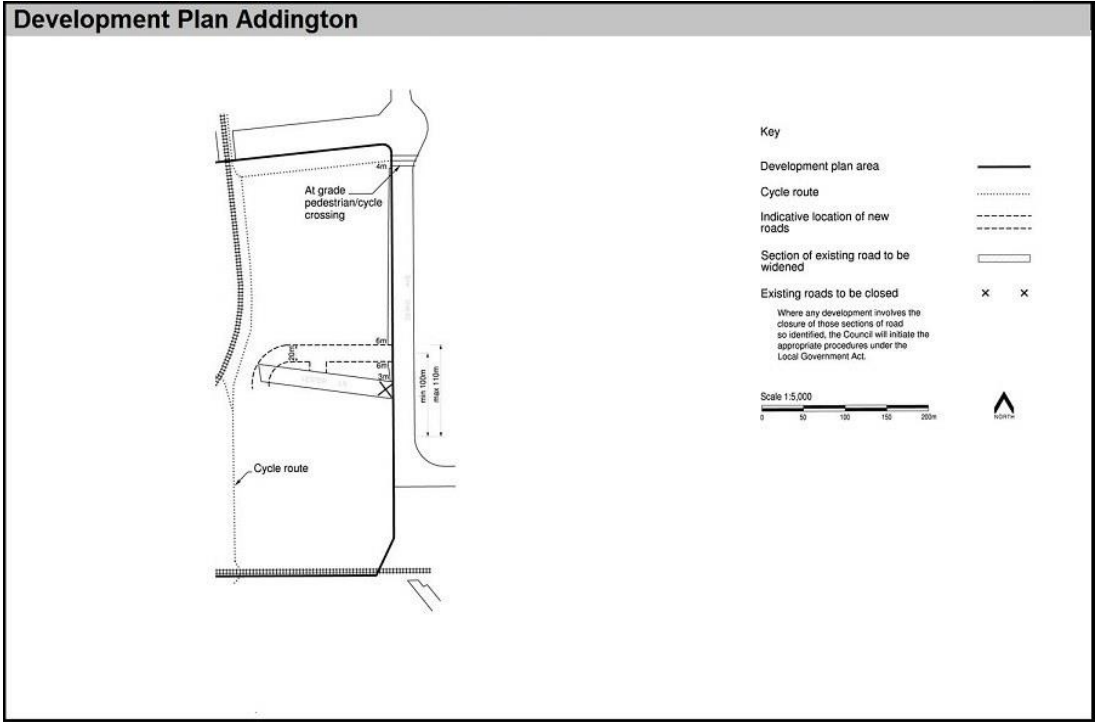 Development Plan Addington
4m
At grade
pedestrian/cycle
crossing
6m
20m
6m
3m
min 100m
max 110m
Cycle route
Key
Development plan area
Cycle route
Indicative location of new
roads
Section of existing road to be
widened
Existing roads to be closed
Where any development involves the
closure of those sections of road
so identified, the Council will initiate the
appropriate procedures under the
Local Government Act.
Scale 1:5,000
0 50 100 150 200m
NORTH